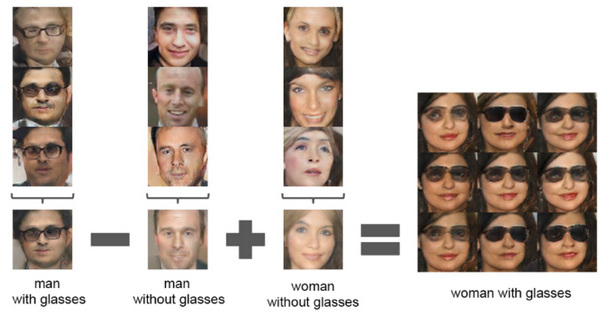 man
with glasses
man
without glasses
woman
without glasses
woman with glasses